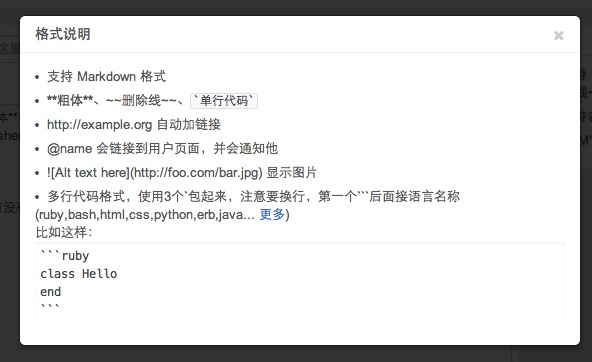 格式说明
×
• 支持 Markdown 格式
• **粗体**、~~删除线~~、`单行代码`
• http://example.org 自动加链接
• @name 会链接到用户页面，并会通知他
• ![Alt text here](http://foo.com/bar.jpg) 显示图片
• 多行代码格式，使用3个`包起来，注意要换行，第一个```后面接语言名称
(ruby,bash,html,css,python,erb,java... 更多)
比如这样：
```ruby
class Hello
end
```